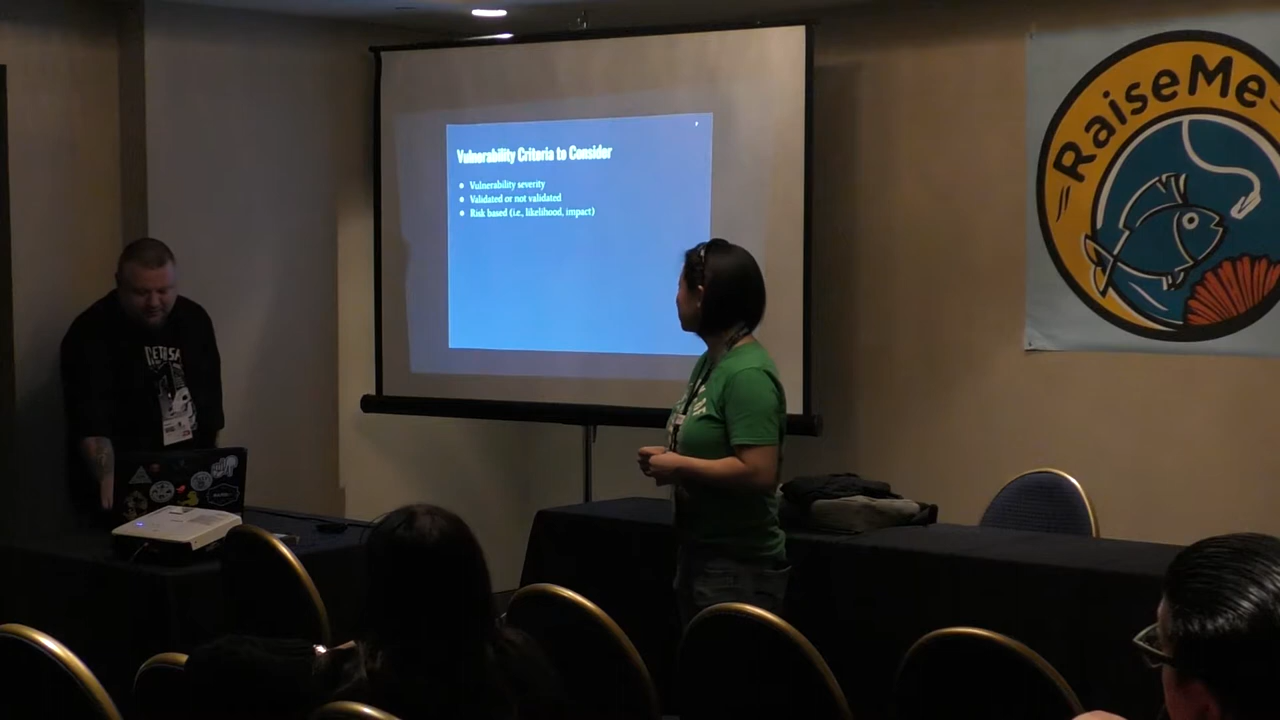 Vulnerability Criteria to Consider
Vulnerability severity
Validated or not validated
Risk based (i.e., likelihood, impact)
RaiseMe